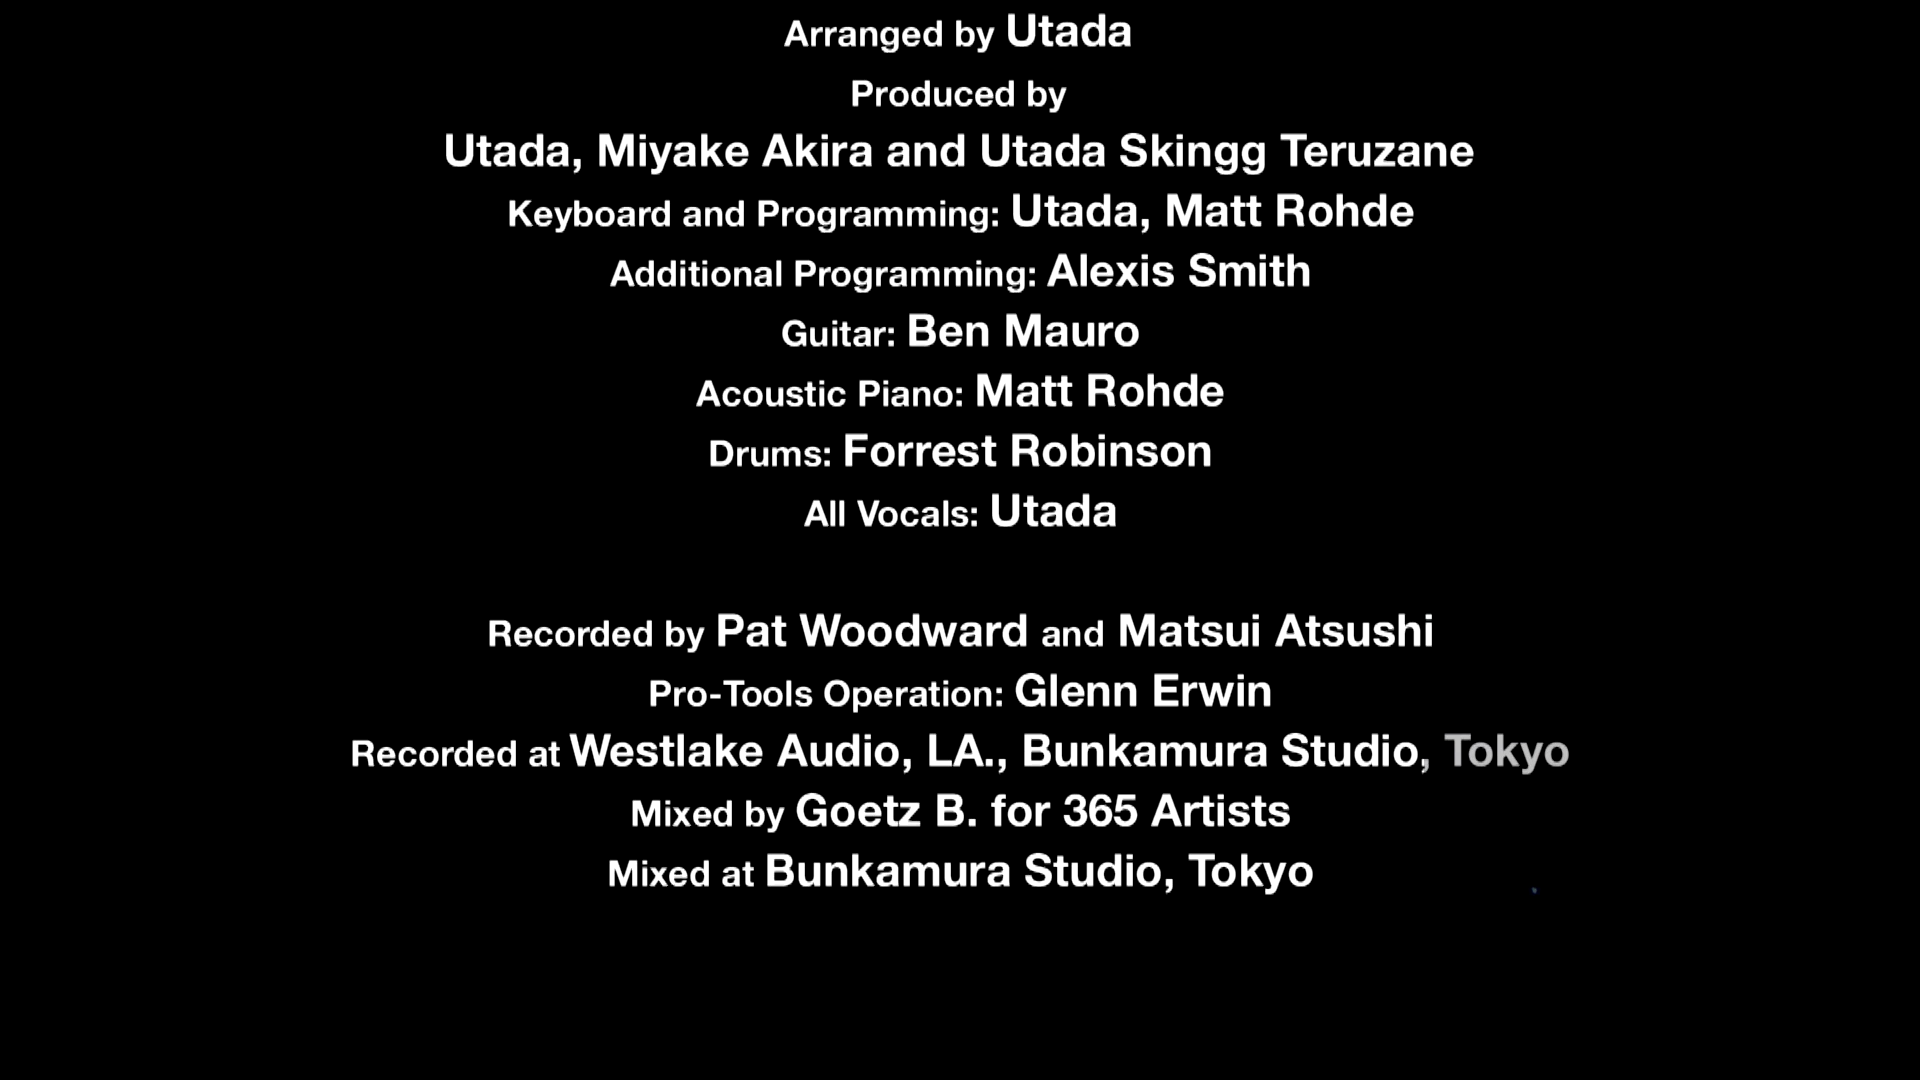 Arranged by Utada
Produced by
Utada, Miyake Akira and Utada Skingg Teruzane
Keyboard and Programming: Utada, Matt Rohde
Additional Programming: Alexis Smith
Guitar: Ben Mauro
Acoustic Piano: Matt Rohde
Drums: Forrest Robinson
All Vocals: Utada
Recorded by Pat Woodward and Matsui Atsushi
Pro-Tools Operation: Glenn Erwin
Recorded at Westlake Audio, LA., Bunkamura Studio, Tokyo
Mixed by Goetz B. for 365 Artists
Mixed at Bunkamura Studio, Tokyo